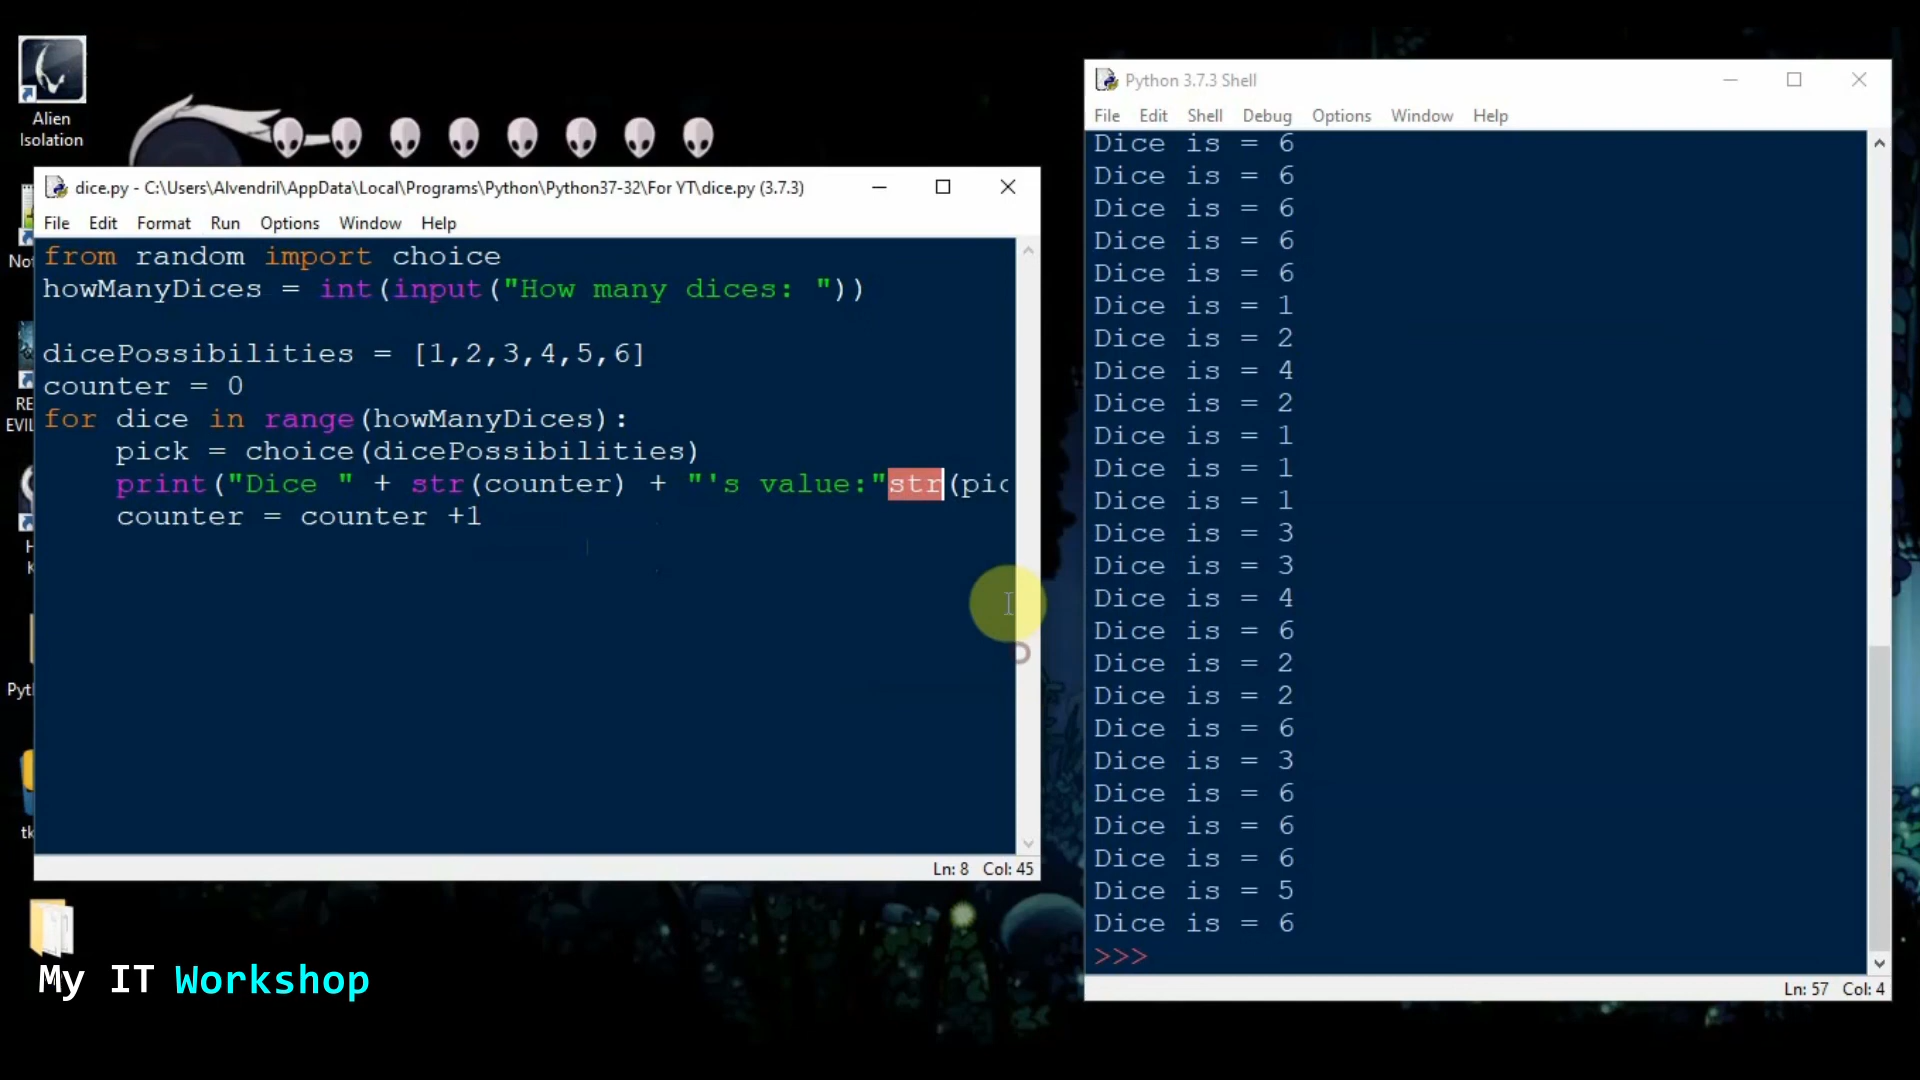 Alien
Isolation
dice.py - C:\Users\Alvendril\AppData\Local\Programs\Python\Python37-32\For YT\dice.py (3.7.3)
File Edit Format Run Options Window Help
from random import choice
howManyDices = int(input("How many dices: "))
dicePossibilities = [1,2,3,4,5,6]
counter = 0
for dice in range(howManyDices):
pick = choice(dicePossibilities)
print("Dice " + str(counter) + "'s value:"str(pic
counter = counter +1
Ln: 8 Col: 45
Python 3.7.3 Shell
File Edit Shell Debug Options Window Help
Dice is = 6
Dice is = 6
Dice is = 6
Dice is = 6
Dice is = 6
Dice is = 1
Dice is = 2
Dice is = 4
Dice is = 2
Dice is = 1
Dice is = 1
Dice is = 1
Dice is = 3
Dice is = 3
Dice is = 4
Dice is = 6
Dice is = 2
Dice is = 2
Dice is = 6
Dice is = 3
Dice is = 6
Dice is = 6
Dice is = 6
Dice is = 5
Dice is = 6
>>>
Ln: 57 Col: 4
My IT Workshop